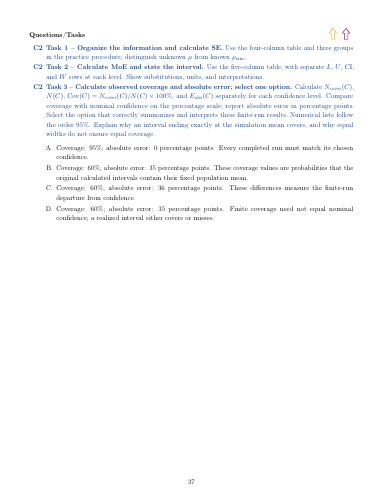 Questions/Tasks
C2 Task 1 – Organize the information and calculate SE. Use the four-column table and three groups
in the practice procedure; distinguish unknown μ from known μsim.
C2 Task 2 – Calculate MoE and state the interval. Use the five-column table, with separate L, U, CI,
and W rows at each level. Show substitutions, units, and interpretations.
C2 Task 3 – Calculate observed coverage and absolute error; select one option. Calculate Ncover(C),
N(C), Cov(C) = Ncover(C)/N(C) × 100%, and Eabs(C) separately for each confidence level. Compare
coverage with nominal confidence on the percentage scale; report absolute error in percentage points.
Select the option that correctly summarizes and interprets these finite-run results. Numerical lists follow
the order 95%. Explain why an interval ending exactly at the simulation mean covers, and why equal
widths do not ensure equal coverage.
A. Coverage: 95%; absolute error: 0 percentage points. Every completed run must match its chosen
confidence.
B. Coverage: 60%; absolute error: 35 percentage points. These coverage values are probabilities that the
original calculated intervals contain their fixed population mean.
C. Coverage: 60%; absolute error: 36 percentage points. These differences measure the finite-run
departure from confidence.
D. Coverage: 60%; absolute error: 35 percentage points. Finite coverage need not equal nominal
confidence; a realized interval either covers or misses.
37